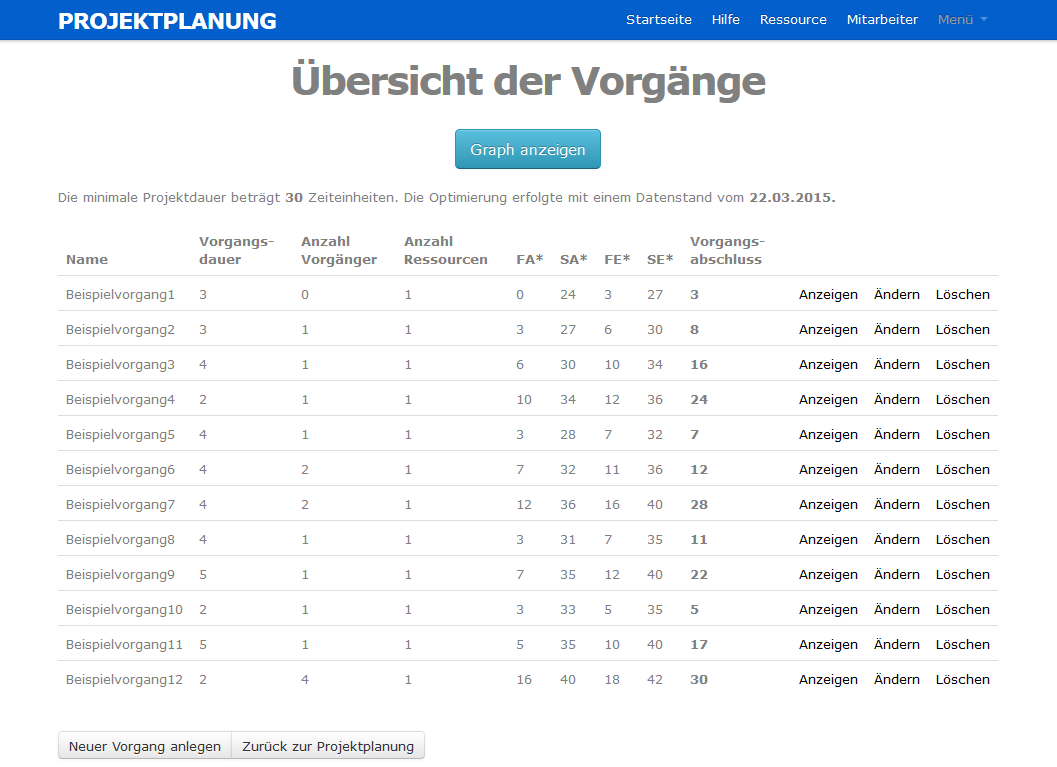 PROJEKTPLANUNG Startseite Hilfe Ressource Mitarbeiter Menü
Übersicht der Vorgänge
Graph anzeigen
Die minimale Projektdauer beträgt 30 Zeiteinheiten. Die Optimierung erfolgte mit einem Datenstand vom 22.03.2015.
Name Vorgangs-dauer Anzahl Vorgänger Anzahl Ressourcen FA* SA* FE* SE* Vorgangs-abschluss
Beispielvorgang1 3 0 1 0 24 3 27 3 Anzeigen Ändern Löschen
Beispielvorgang2 3 1 1 3 27 6 30 8 Anzeigen Ändern Löschen
Beispielvorgang3 4 1 1 6 30 10 34 16 Anzeigen Ändern Löschen
Beispielvorgang4 2 1 1 10 34 12 36 24 Anzeigen Ändern Löschen
Beispielvorgang5 4 1 1 3 28 7 32 7 Anzeigen Ändern Löschen
Beispielvorgang6 4 2 1 7 32 11 36 12 Anzeigen Ändern Löschen
Beispielvorgang7 4 2 1 12 36 16 40 28 Anzeigen Ändern Löschen
Beispielvorgang8 4 1 1 3 31 7 35 11 Anzeigen Ändern Löschen
Beispielvorgang9 5 1 1 7 35 12 40 22 Anzeigen Ändern Löschen
Beispielvorgang10 2 1 1 3 33 5 35 5 Anzeigen Ändern Löschen
Beispielvorgang11 5 1 1 5 35 10 40 17 Anzeigen Ändern Löschen
Beispielvorgang12 2 4 1 16 40 18 42 30 Anzeigen Ändern Löschen
Neuer Vorgang anlegen Zurück zur Projektplanung